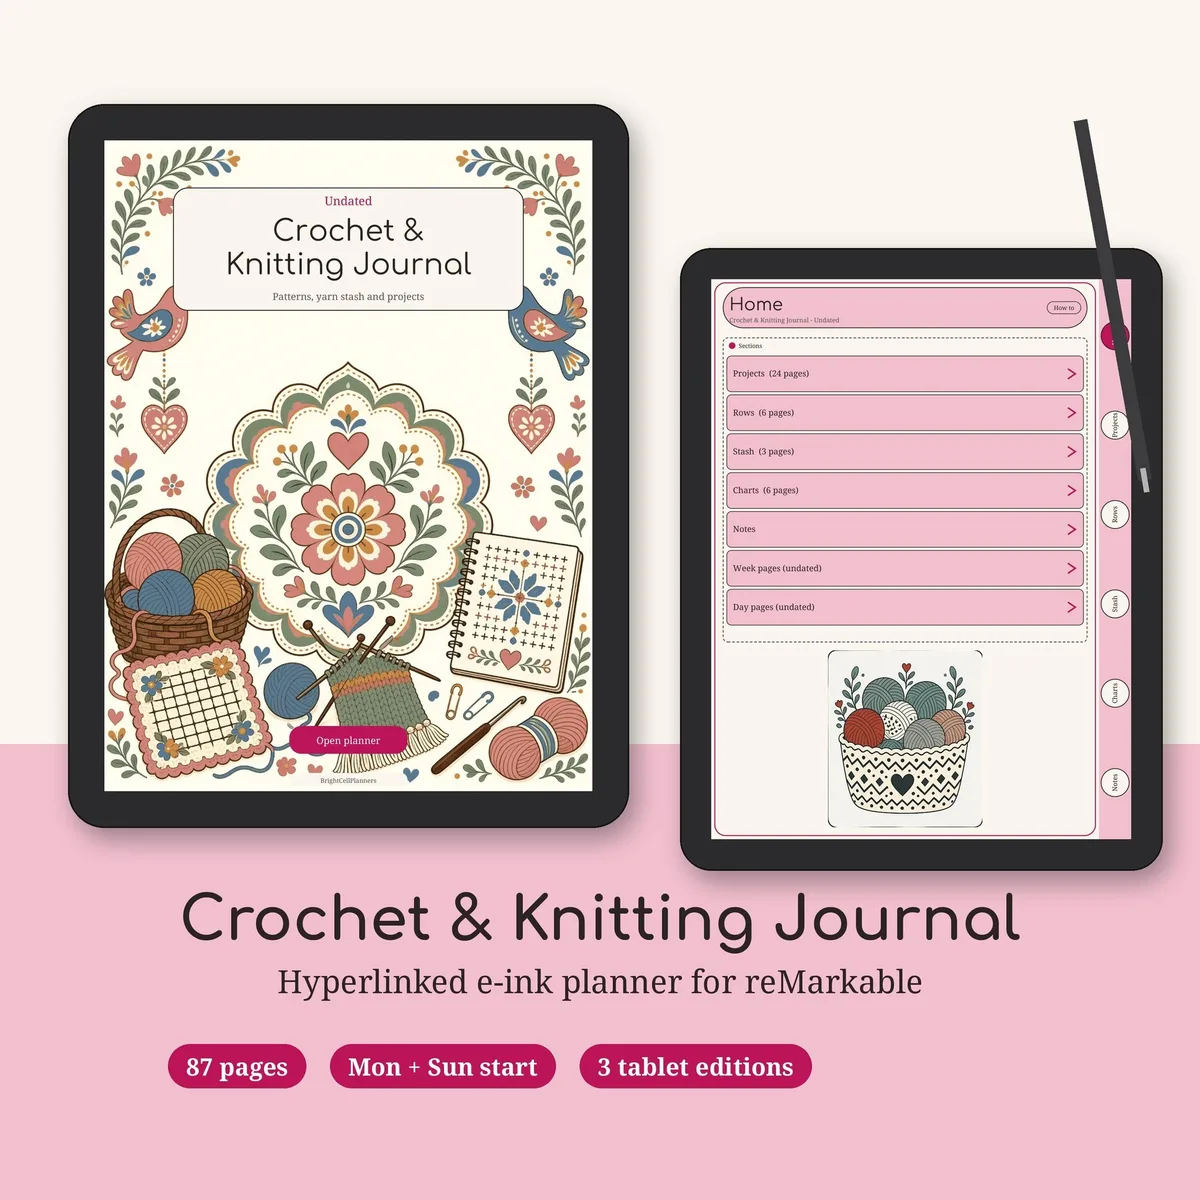 Undated
Crochet &
Knitting Journal
Patterns, yarn stash and projects
Open planner
BrightCellPlanners
Home
How to
Crochet & Knitting Journal - Undated
Sections
Projects (24 pages)
Rows (6 pages)
Stash (3 pages)
Charts (6 pages)
Notes
Week pages (undated)
Day pages (undated)
Projects
Rows
Stash
Charts
Notes
Crochet & Knitting Journal
Hyperlinked e-ink planner for reMarkable
87 pages
Mon + Sun start
3 tablet editions